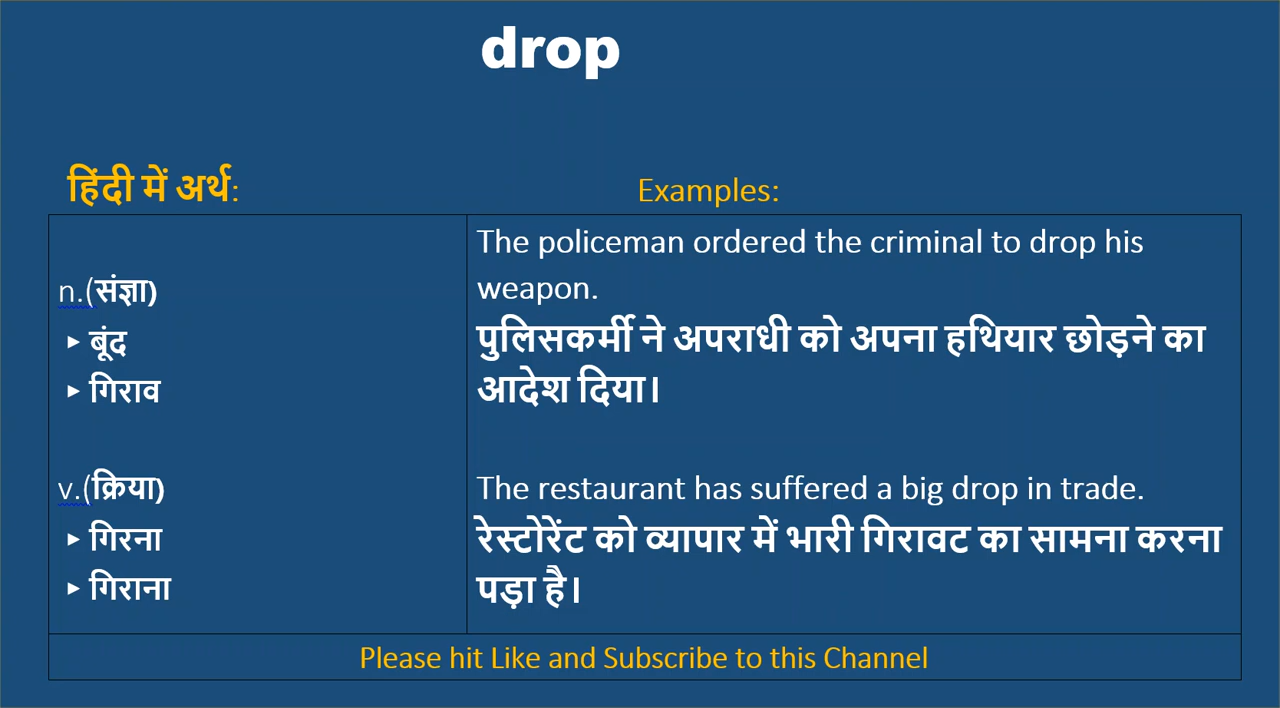 drop
हिंदी में अर्थ:
Examples:
n.(संज्ञा)
▸ बूंद
▸ गिराव
v.(क्रिया)
▸ गिरना
▸ गिराना
The policeman ordered the criminal to drop his
weapon.
पुलिसकर्मी ने अपराधी को अपना हथियार छोड़ने का
आदेश दिया।
The restaurant has suffered a big drop in trade.
रेस्टोरेंट को व्यापार में भारी गिरावट का सामना करना
पड़ा है।
Please hit Like and Subscribe to this Channel